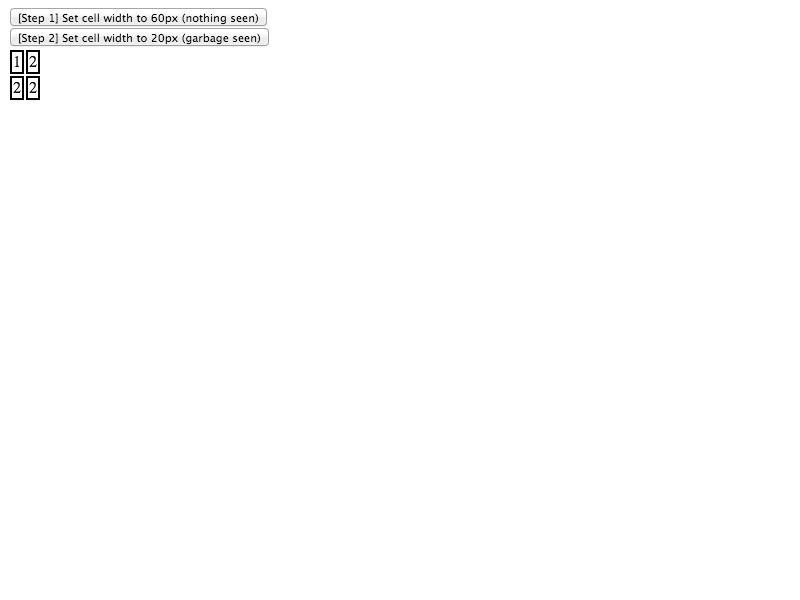 [Step 1] Set cell width to 60px (nothing seen)
[Step 2] Set cell width to 20px (garbage seen)
1 2
2 2